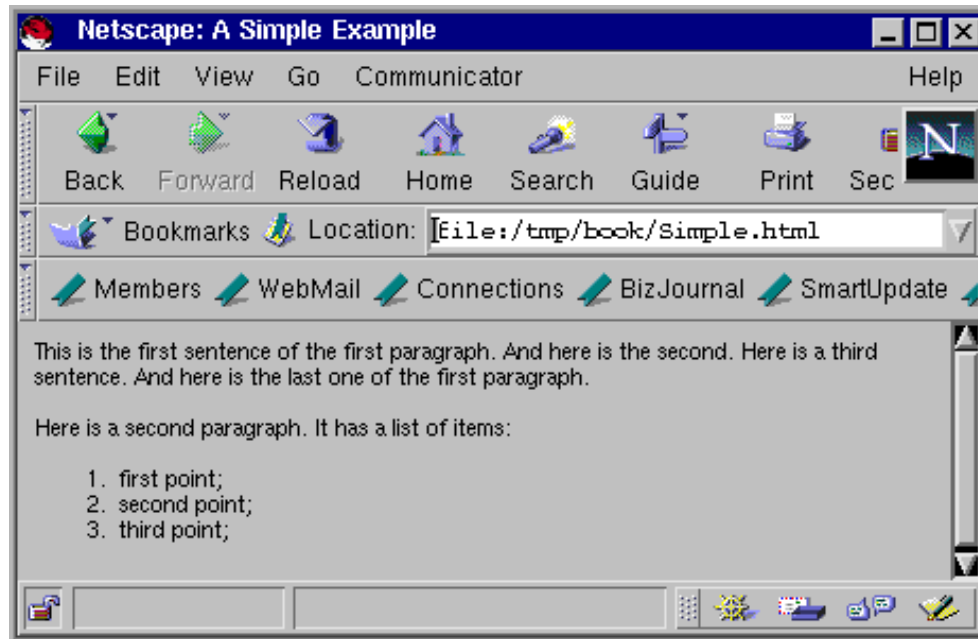 Netscape: A Simple Example
File Edit View Go Communicator Help
N
Back Forward Reload Home Search Guide Print Sec
Bookmarks Location: file:/tmp/book/Simple.html
Members WebMail Connections BizJournal SmartUpdate
This is the first sentence of the first paragraph. And here is the second. Here is a third
sentence. And here is the last one of the first paragraph.
Here is a second paragraph. It has a list of items:
1. first point;
2. second point;
3. third point;